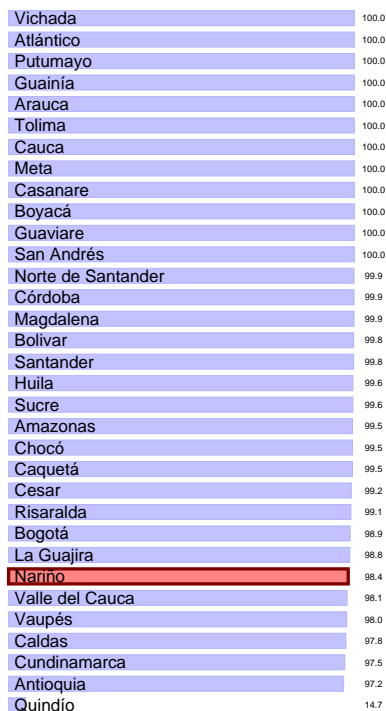 Vichada 100.0
Atlántico 100.0
Putumayo 100.0
Guainía 100.0
Arauca 100.0
Tolima 100.0
Cauca 100.0
Meta 100.0
Casanare 100.0
Boyacá 100.0
Guaviare 100.0
San Andrés 100.0
Norte de Santander 99.9
Córdoba 99.9
Magdalena 99.9
Bolivar 99.8
Santander 99.8
Huila 99.6
Sucre 99.6
Amazonas 99.5
Chocó 99.5
Caquetá 99.5
Cesar 99.2
Risaralda 99.1
Bogotá 98.9
La Guajira 98.8
Nariño 98.4
Valle del Cauca 98.1
Vaupés 98.0
Caldas 97.8
Cundinamarca 97.5
Antioquia 97.2
Quindío 14.7